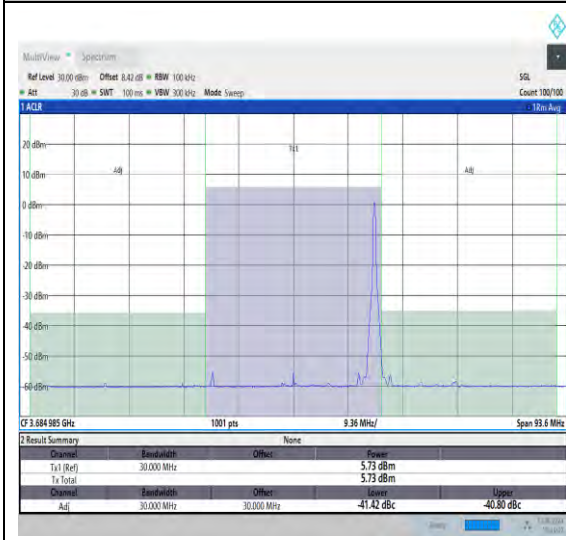 MultiView Spectrum
Ref Level 30.00 dBm Offset 8.42 dB RBW 100 kHz SGL
Att 30 dB SWT 100 ms VBW 300 kHz Mode Sweep Count 100/100
1 ACLR 1Rm Avg
Tx1
20 dBm
Adj Adj
10 dBm
0 dBm
-10 dBm
-20 dBm
-30 dBm
-40 dBm
-50 dBm
-60 dBm
CF 3.684 985 GHz 1001 pts 9.36 MHz/ Span 93.6 MHz
2 Result Summary None
Channel Bandwidth Offset Power
Tx1 (Ref) 30.000 MHz 5.73 dBm
Tx Total 5.73 dBm
Channel Bandwidth Offset Lower Upper
Adj 30.000 MHz 30.000 MHz -41.42 dBc -40.80 dBc